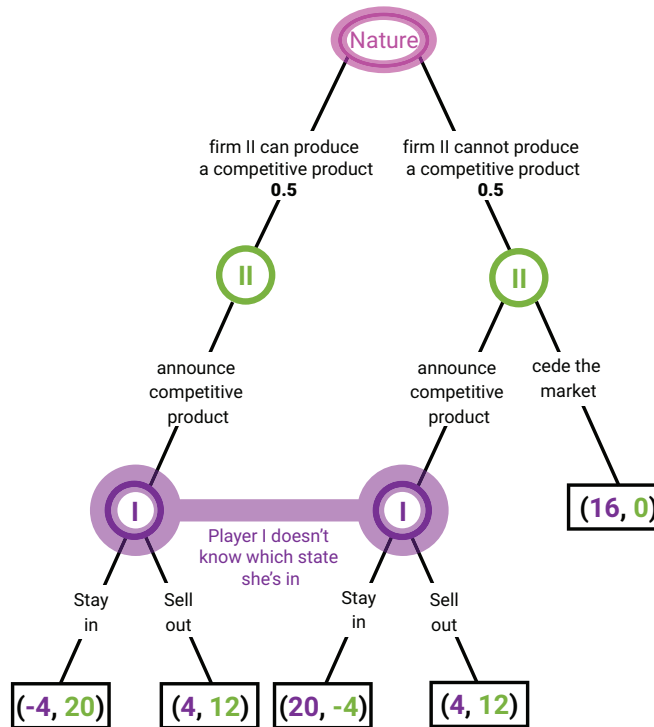 Nature
firm II can produce
a competitive product
0.5
firm II cannot produce
a competitive product
0.5
II
II
announce
competitive
product
announce
competitive
product
cede the
market
I
I
(16, 0)
Player I doesn't
know which state
she's in
Stay
in
Sell
out
Stay
in
Sell
out
(-4, 20)
(4, 12)
(20, -4)
(4, 12)